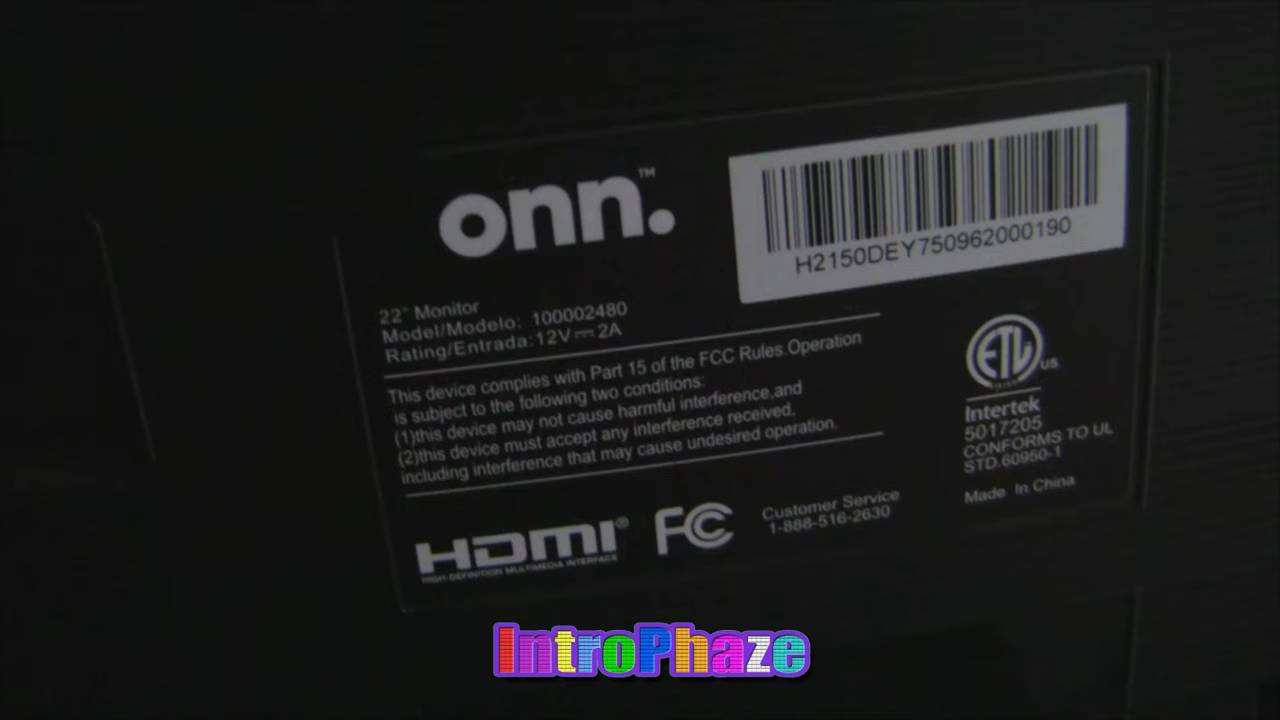 onn.™
H2150DEY750962000190
22" Monitor
Model/Modelo: 100002480
Rating/Entrada:12V⎓2A
This device complies with Part 15 of the FCC Rules.Operation
is subject to the following two conditions:
(1)this device may not cause harmful interference,and
(2)this device must accept any interference received,
including interference that may cause undesired operation.
ETL US
Intertek
5017205
CONFORMS TO UL
STD.60950-1
Made In China
HDMI®
HIGH-DEFINITION MULTIMEDIA INTERFACE
FC
Customer Service
1-888-516-2630
IntroPhaze